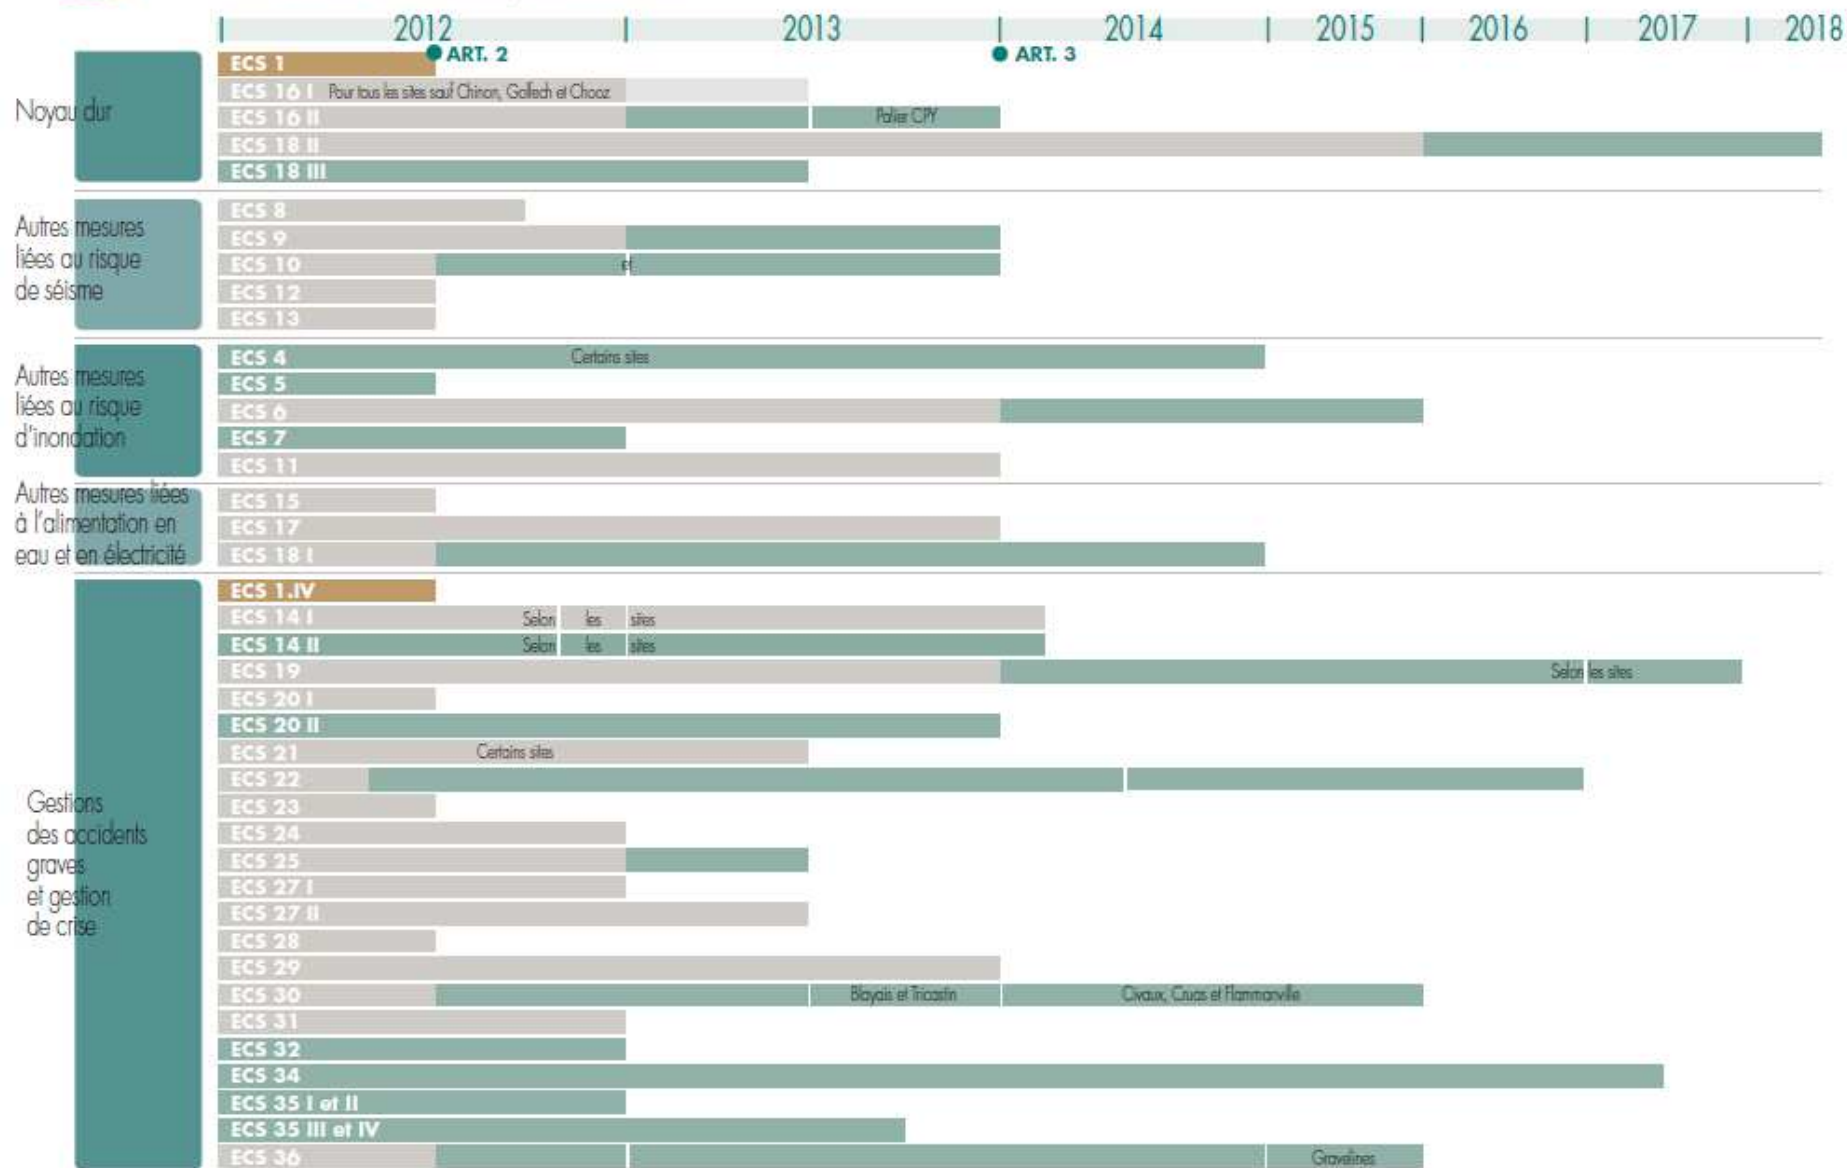 2012 2013 2014 2015 2016 2017 2018
ART. 2 ART. 3
Noyau dur
ECS 1
ECS 16 I Pour tous les sites sauf Chinon, Golfech et Chooz
ECS 16 II Palier CPY
ECS 18 II
ECS 18 III
Autres mesures
liées au risque
de séisme
ECS 8
ECS 9
ECS 10 et
ECS 12
ECS 13
Autres mesures
liées au risque
d'inondation
ECS 4 Certains sites
ECS 5
ECS 6
ECS 7
ECS 11
Autres mesures liées
à l'alimentation en
eau et en électricité
ECS 15
ECS 17
ECS 18 I
Gestions
des accidents
graves
et gestion
de crise
ECS 1.IV
ECS 14 I Selon les sites
ECS 14 II Selon les sites
ECS 19 Selon les sites
ECS 20 I
ECS 20 II
ECS 21 Certains sites
ECS 22
ECS 23
ECS 24
ECS 25
ECS 27 I
ECS 27 II
ECS 28
ECS 29
ECS 30 Blayais et Tricastin Civaux, Cruas et Flammanville
ECS 31
ECS 32
ECS 34
ECS 35 I et II
ECS 35 III et IV
ECS 36 Gravelines